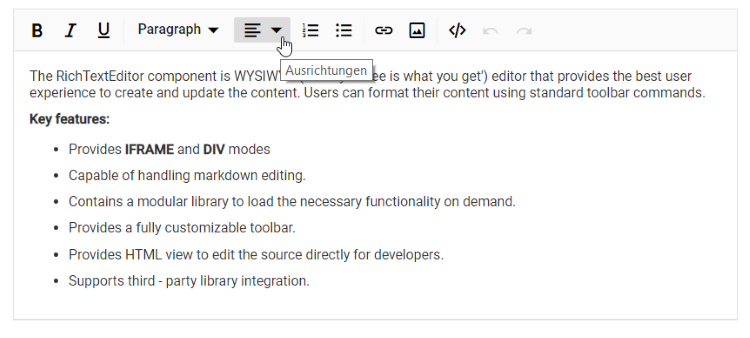 B I U Paragraph
Ausrichtungen
The RichTextEditor component is ee is what you get') editor that provides the best user
experience to create and update the content. Users can format their content using standard toolbar commands.
Key features:
• Provides IFRAME and DIV modes
• Capable of handling markdown editing.
• Contains a modular library to load the necessary functionality on demand.
• Provides a fully customizable toolbar.
• Provides HTML view to edit the source directly for developers.
• Supports third - party library integration.